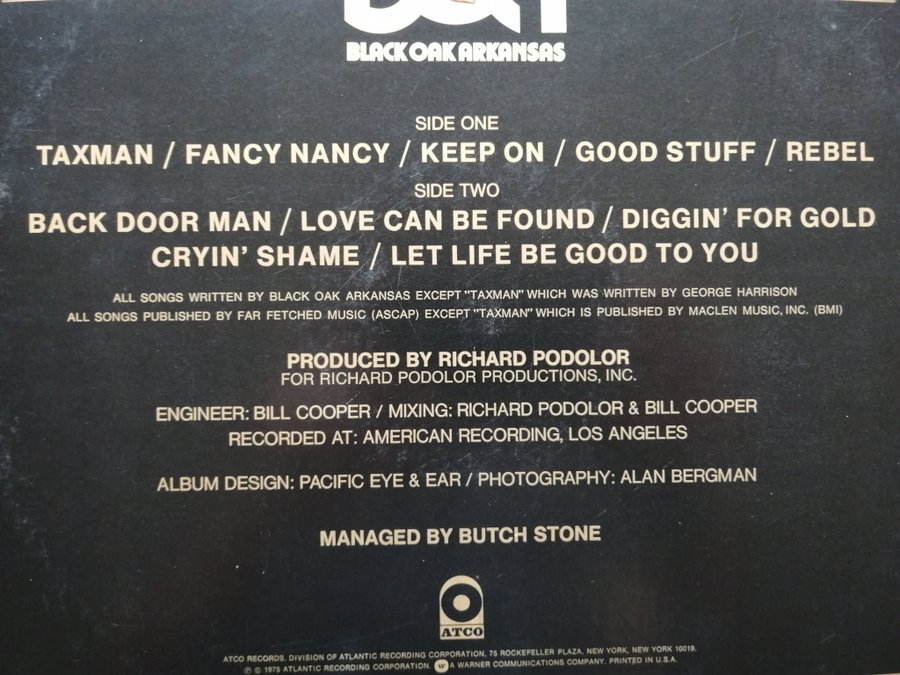 BLACK OAK ARKANSAS
SIDE ONE
TAXMAN / FANCY NANCY / KEEP ON / GOOD STUFF / REBEL
SIDE TWO
BACK DOOR MAN / LOVE CAN BE FOUND / DIGGIN' FOR GOLD
CRYIN' SHAME / LET LIFE BE GOOD TO YOU
ALL SONGS WRITTEN BY BLACK OAK ARKANSAS EXCEPT "TAXMAN" WHICH WAS WRITTEN BY GEORGE HARRISON
ALL SONGS PUBLISHED BY FAR FETCHED MUSIC (ASCAP) EXCEPT "TAXMAN" WHICH IS PUBLISHED BY MACLEN MUSIC, INC. (BMI)
PRODUCED BY RICHARD PODOLOR
FOR RICHARD PODOLOR PRODUCTIONS, INC.
ENGINEER: BILL COOPER / MIXING: RICHARD PODOLOR & BILL COOPER
RECORDED AT: AMERICAN RECORDING, LOS ANGELES
ALBUM DESIGN: PACIFIC EYE & EAR / PHOTOGRAPHY: ALAN BERGMAN
MANAGED BY BUTCH STONE
ATCO
ATCO RECORDS, DIVISION OF ATLANTIC RECORDING CORPORATION, 75 ROCKEFELLER PLAZA, NEW YORK, NEW YORK 10019.
℗ © 1975 ATLANTIC RECORDING CORPORATION. W A WARNER COMMUNICATIONS COMPANY. PRINTED IN U.S.A.